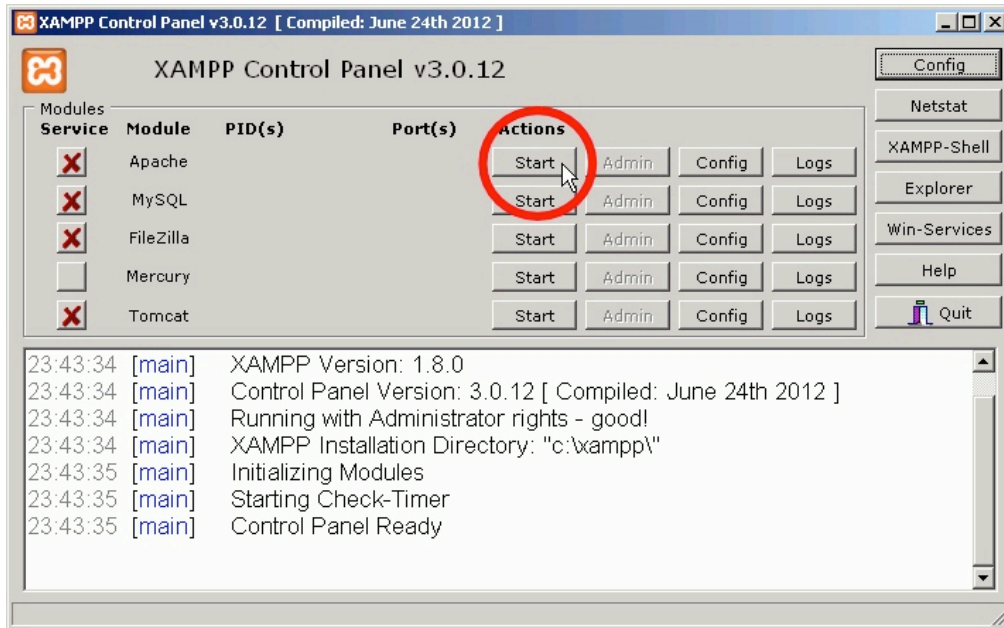 XAMPP Control Panel v3.0.12 [ Compiled: June 24th 2012 ]
XAMPP Control Panel v3.0.12
Config
Modules
Netstat
Service Module PID(s) Port(s) Actions
XAMPP-Shell
Apache Start Admin Config Logs
Explorer
MySQL Start Admin Config Logs
Win-Services
FileZilla Start Admin Config Logs
Help
Mercury Start Admin Config Logs
Quit
Tomcat Start Admin Config Logs
23:43:34 [main] XAMPP Version: 1.8.0
23:43:34 [main] Control Panel Version: 3.0.12 [ Compiled: June 24th 2012 ]
23:43:34 [main] Running with Administrator rights - good!
23:43:34 [main] XAMPP Installation Directory: "c:\xampp\"
23:43:35 [main] Initializing Modules
23:43:35 [main] Starting Check-Timer
23:43:35 [main] Control Panel Ready